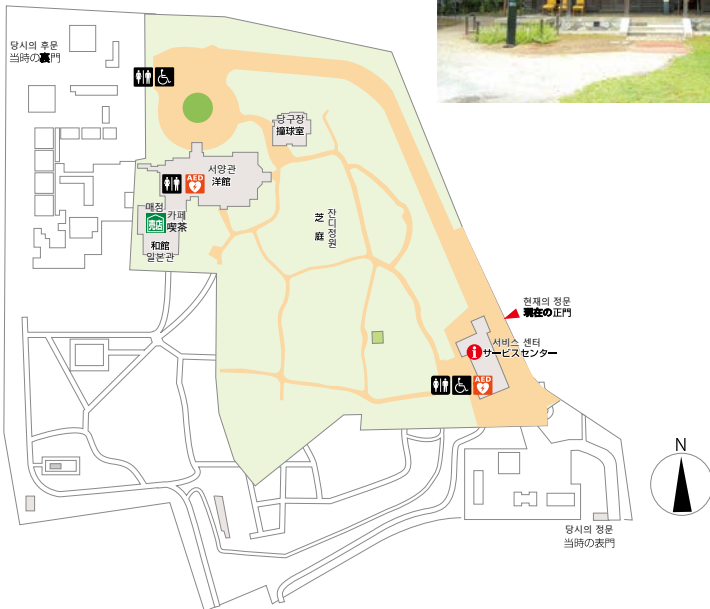 당시의 후문
当時の裏門
당구장
撞球室
서양관
洋館
AED
매점
売店
카페
喫茶
和館
일본관
잔디정원
芝庭
현재의 정문
現在の正門
서비스 센터
サービスセンター
i
AED
N
당시의 정문
当時の表門